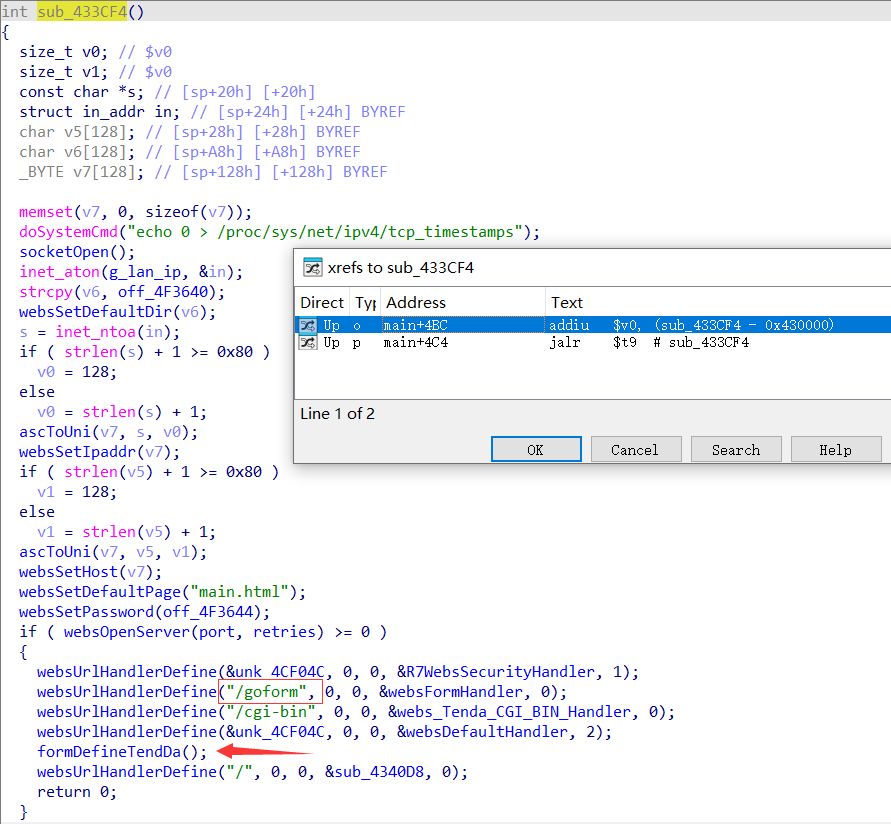 int sub_433CF4()
{
size_t v0; // $v0
size_t v1; // $v0
const char *s; // [sp+20h] [+20h]
struct in_addr in; // [sp+24h] [+24h] BYREF
char v5[128]; // [sp+28h] [+28h] BYREF
char v6[128]; // [sp+A8h] [+A8h] BYREF
_BYTE v7[128]; // [sp+128h] [+128h] BYREF
memset(v7, 0, sizeof(v7));
doSystemCmd("echo 0 > /proc/sys/net/ipv4/tcp_timestamps");
socketOpen();
inet_aton(g_lan_ip, &in);
strcpy(v6, off_4F3640);
websSetDefaultDir(v6);
s = inet_ntoa(in);
if ( strlen(s) + 1 >= 0x80 )
v0 = 128;
else
v0 = strlen(s) + 1;
ascToUni(v7, s, v0);
websSetIpaddr(v7);
if ( strlen(v5) + 1 >= 0x80 )
v1 = 128;
else
v1 = strlen(v5) + 1;
ascToUni(v7, v5, v1);
websSetHost(v7);
websSetDefaultPage("main.html");
websSetPassword(off_4F3644);
if ( websOpenServer(port, retries) >= 0 )
{
websUrlHandlerDefine(&unk_4CF04C, 0, 0, &R7WebsSecurityHandler, 1);
websUrlHandlerDefine("/goform", 0, 0, &websFormHandler, 0);
websUrlHandlerDefine("/cgi-bin", 0, 0, &webs_Tenda_CGI_BIN_Handler, 0);
websUrlHandlerDefine(&unk_4CF04C, 0, 0, &websDefaultHandler, 2);
formDefineTendDa();
websUrlHandlerDefine("/", 0, 0, &sub_4340D8, 0);
return 0;
}
xrefs to sub_433CF4
Direct Ty Address Text
Up o main+4BC addiu $v0, (sub_433CF4 - 0x430000)
Up p main+4C4 jalr $t9 # sub_433CF4
Line 1 of 2
OK Cancel Search Help